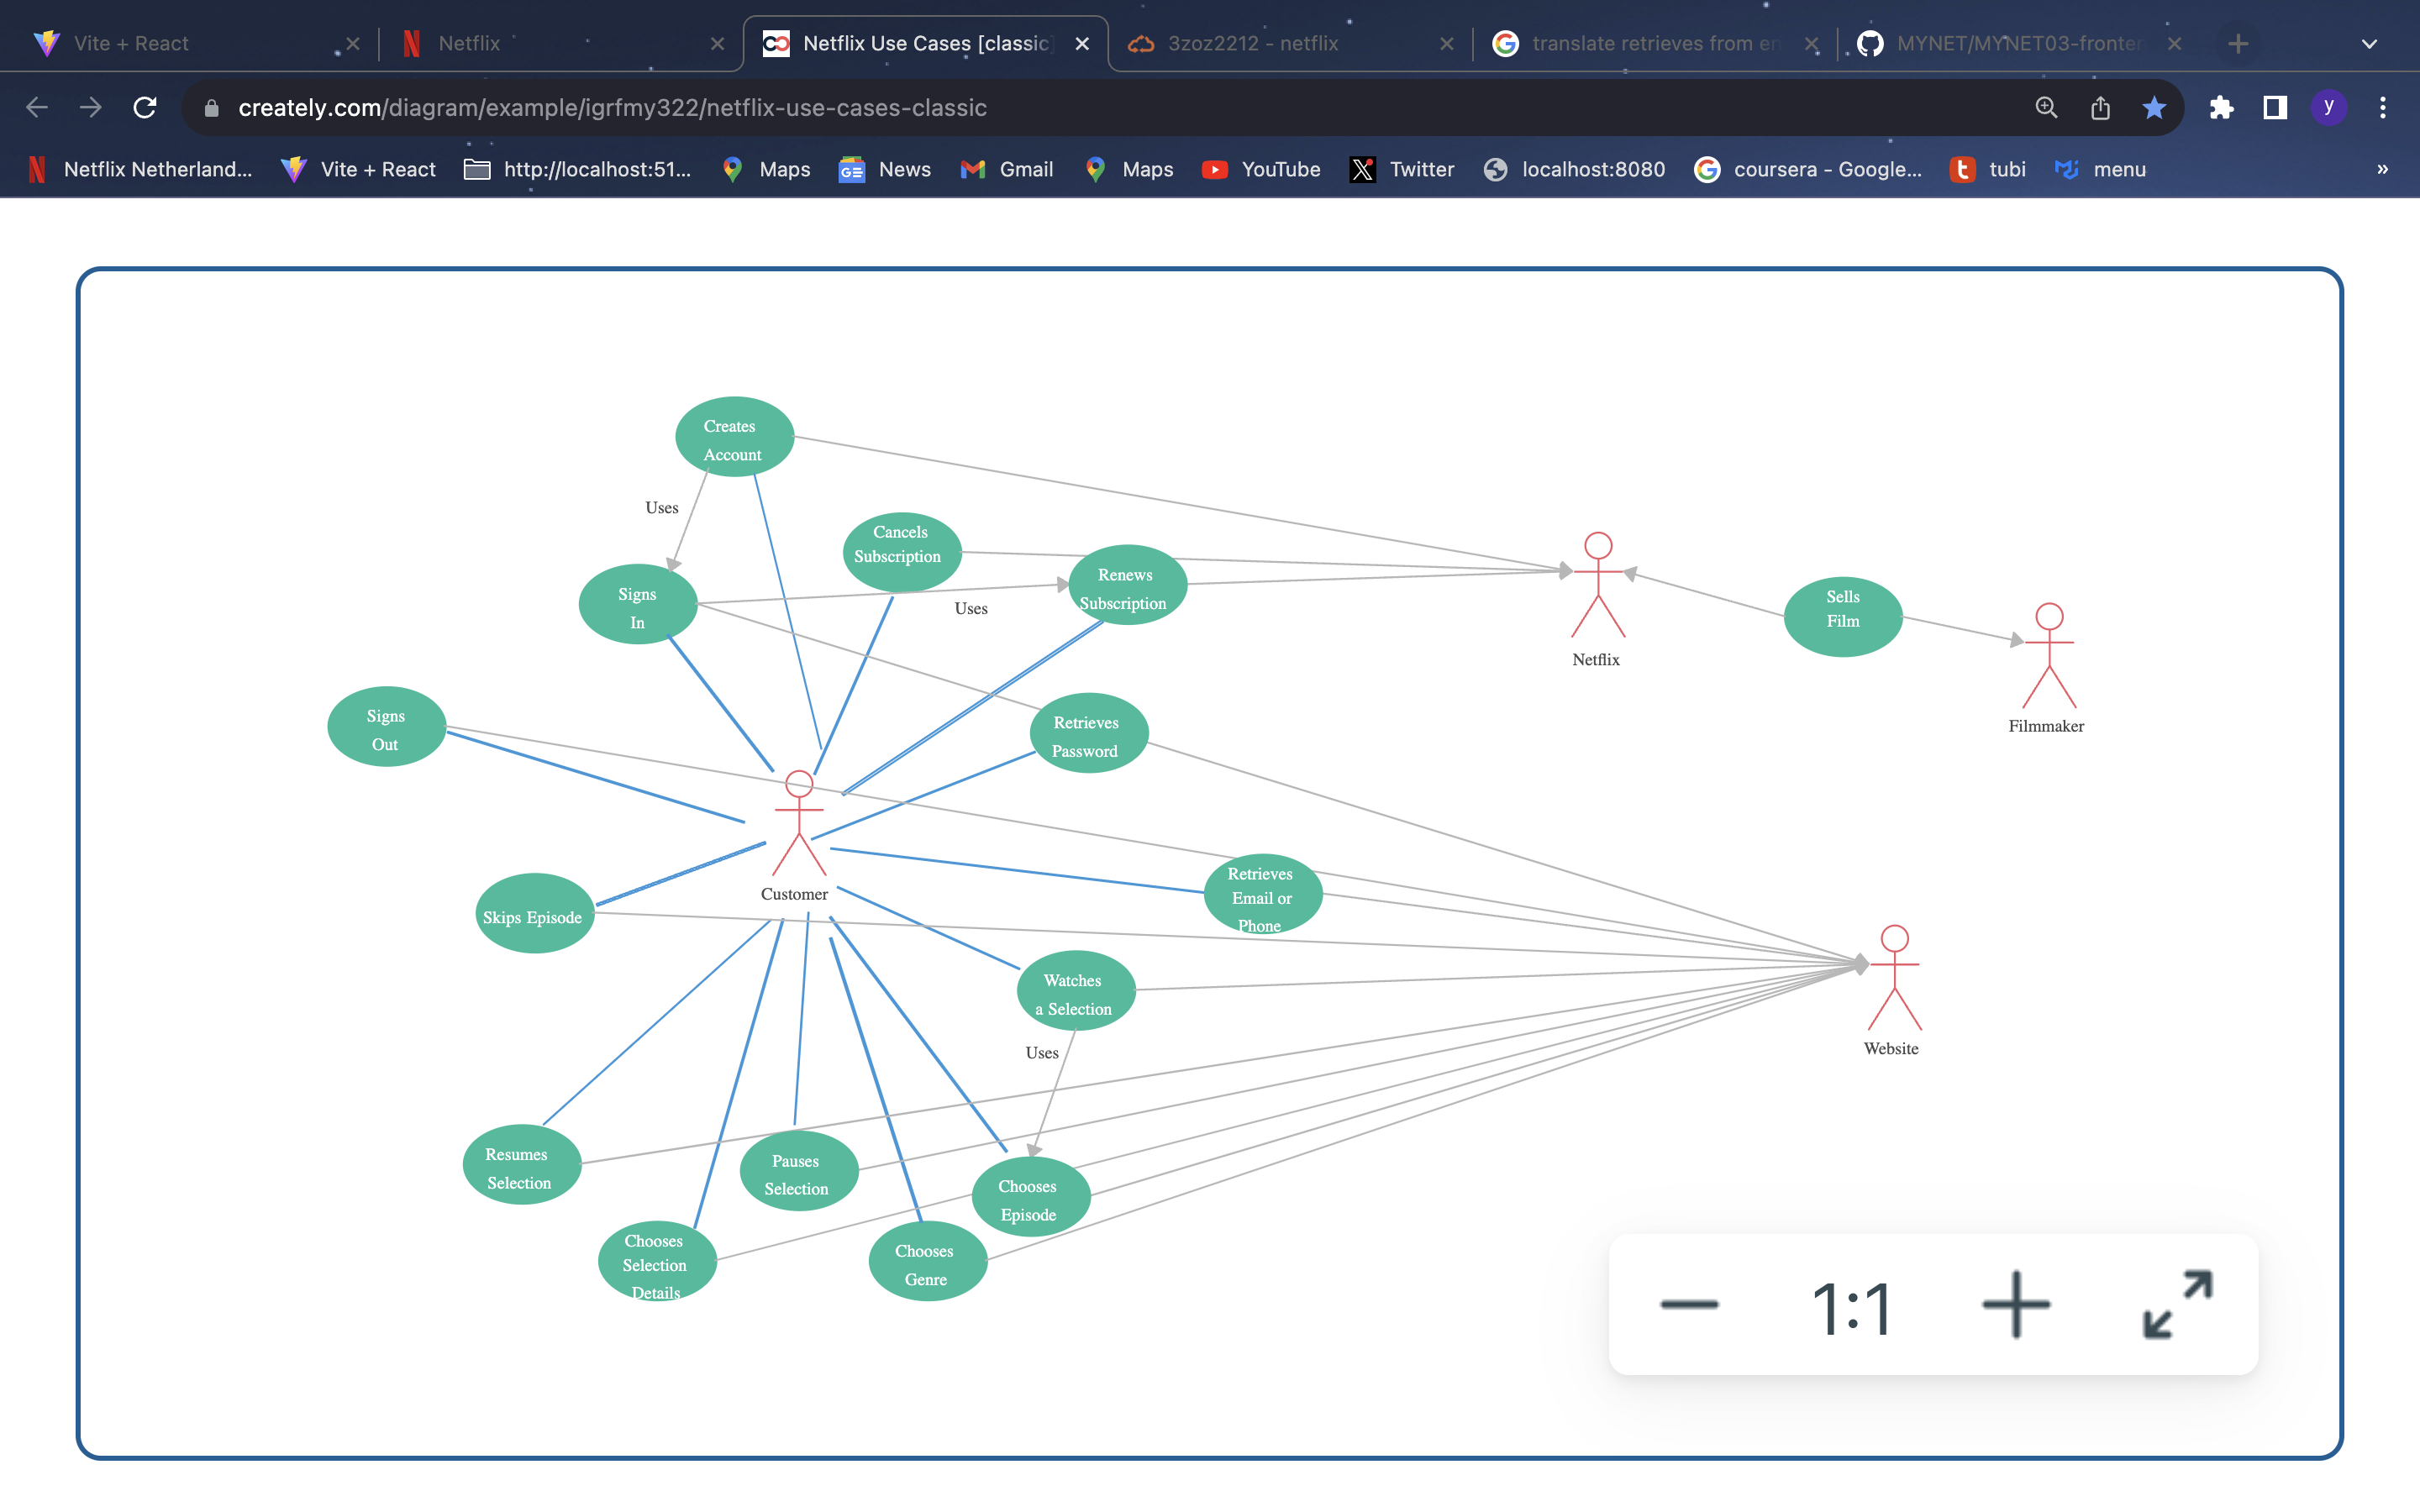 Vite + React
Netflix
Netflix Use Cases [classic]
3zoz2212 - netflix
translate retrieves from en
MYNET/MYNET03-fronten
creately.com/diagram/example/igrfmy322/netflix-use-cases-classic
y
Netflix Netherland...
Vite + React
http://localhost:51...
Maps
News
Gmail
Maps
YouTube
Twitter
localhost:8080
coursera - Google...
tubi
menu
»
Creates
Account
Uses
Cancels
Subscription
Renews
Subscription
Signs
In
Uses
Netflix
Sells
Film
Filmmaker
Signs
Out
Retrieves
Password
Customer
Retrieves
Email or
Phone
Skips Episode
Watches
a Selection
Uses
Website
Resumes
Selection
Pauses
Selection
Chooses
Episode
Chooses
Selection
Details
Chooses
Genre
1:1